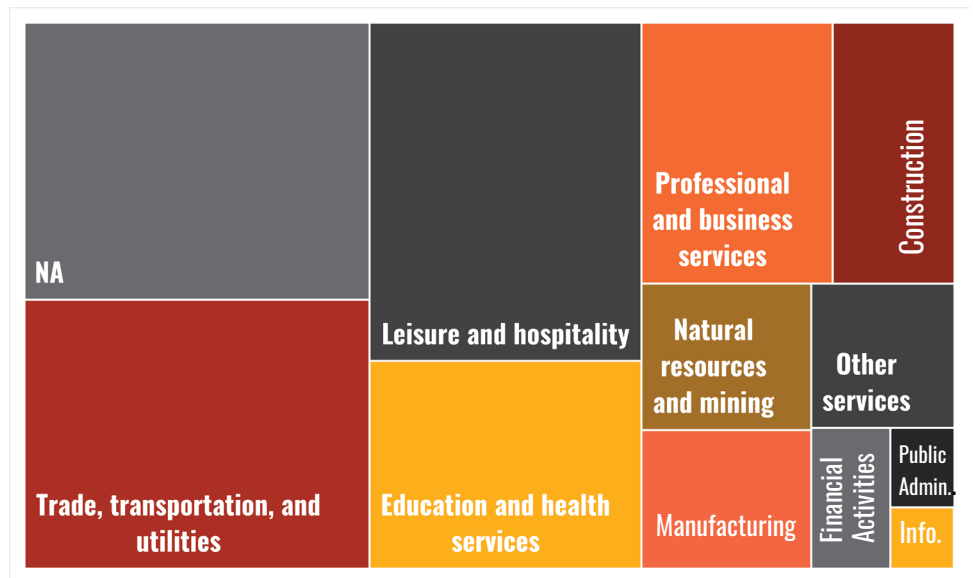 NA
Trade, transportation, and
utilities
Leisure and hospitality
Education and health
services
Professional
and business
services
Construction
Natural
resources
and mining
Other
services
Manufacturing
Financial
Activities
Public
Admin..
Info.